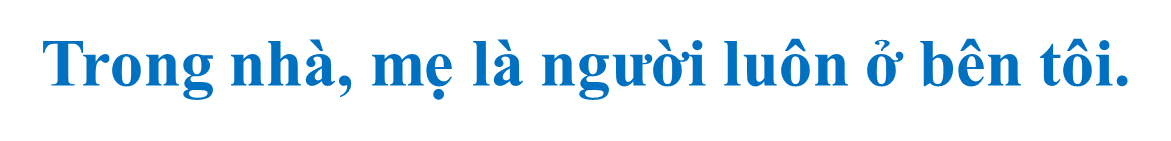 Trong nhà, mẹ là người luôn ở bên tôi.